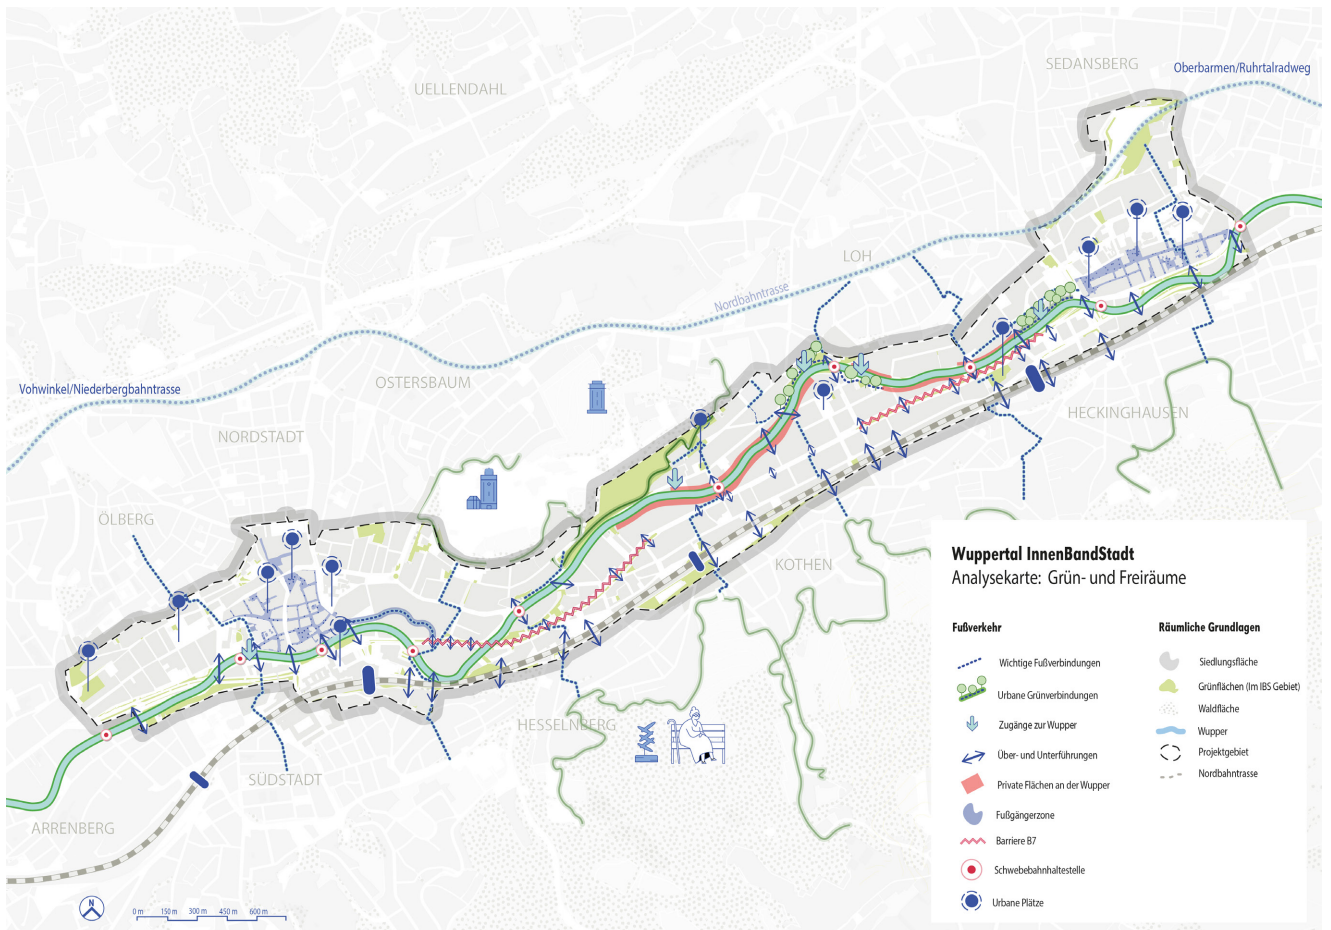 SEDANSBERG
Oberbarmen/Ruhrtalradweg
UELLENDAHL
LOH
Nordbahntrasse
Vohwinkel/Niederbergbahntrasse
OSTERSBAUM
NORDSTADT
HECKINGHAUSEN
ÖLBERG
KOTHEN
HESSELNBERG
SÜDSTADT
ARRENBERG
N
0 m 150 m 300 m 450 m 600 m
Wuppertal InnenBandStadt
Analysekarte: Grün- und Freiräume
Fußverkehr
Wichtige Fußverbindungen
Urbane Grünverbindungen
Zugänge zur Wupper
Über- und Unterführungen
Private Flächen an der Wupper
Fußgängerzone
Barriere B7
Schwebebahnhaltestelle
Urbane Plätze
Räumliche Grundlagen
Siedlungsfläche
Grünflächen (Im IBS Gebiet)
Waldfläche
Wupper
Projektgebiet
Nordbahntrasse